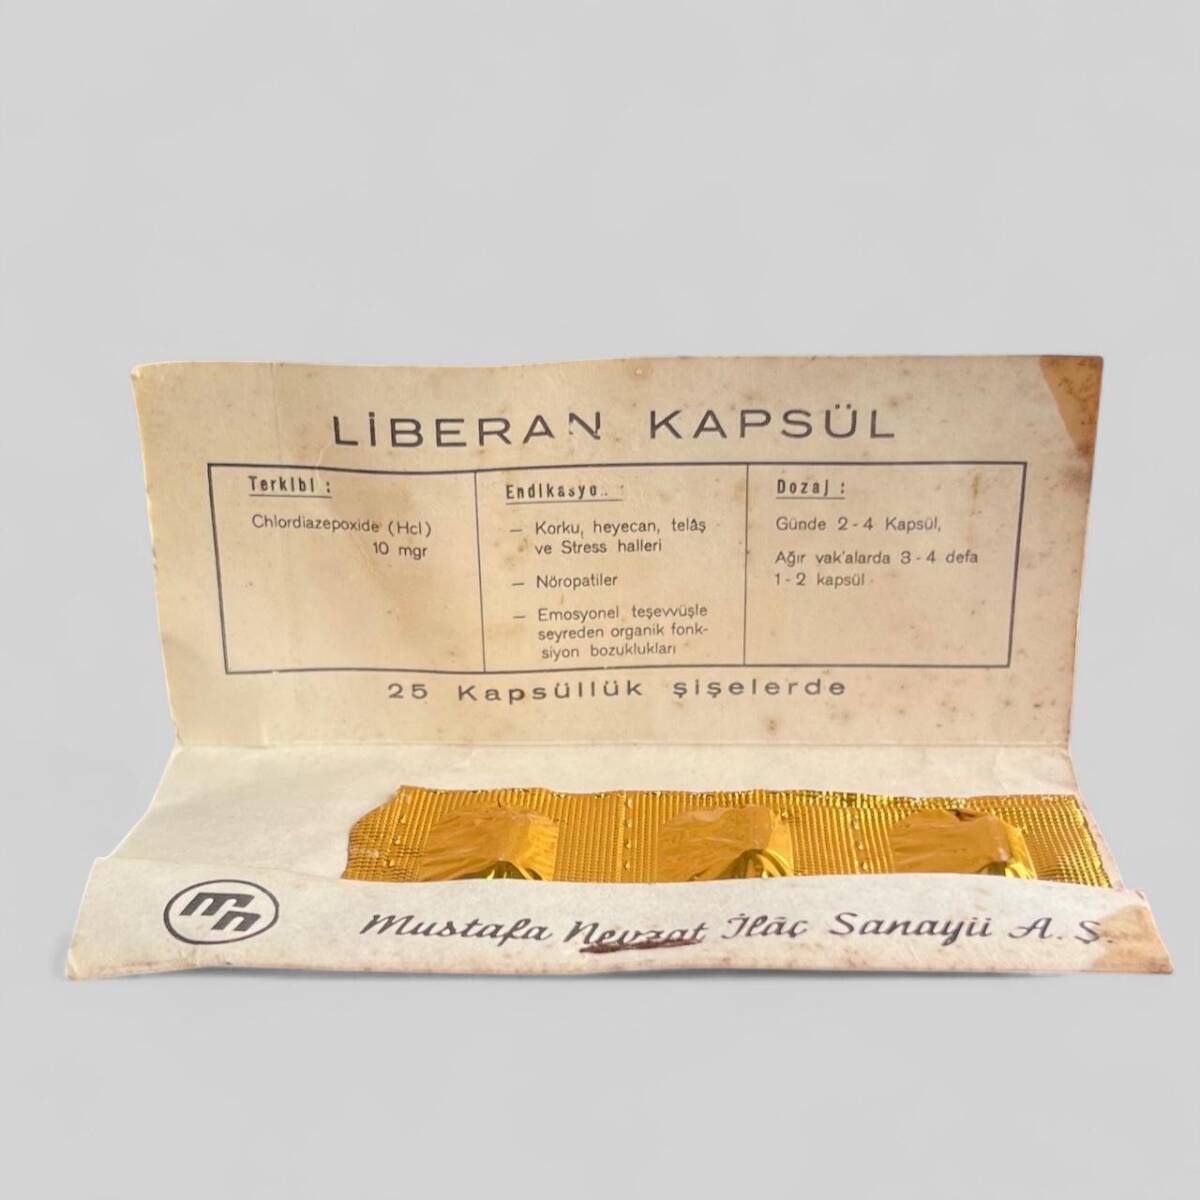 LİBERAN KAPSÜL
Terkibi :
Chlordiazepoxide (Hcl)
10 mgr
Endikasyo.. :
— Korku, heyecan, telâş
ve Stress halleri
— Nöropatiler
— Emosyonel teşevvüşle
seyreden organik fonk-
siyon bozuklukları
Dozaj :
Günde 2 - 4 Kapsül,
Ağır vak'alarda 3 - 4 defa
1 - 2 kapsül
25 Kapsüllük şişelerde
mn
Mustafa Nevzat İlâç Sanayii A. Ş.